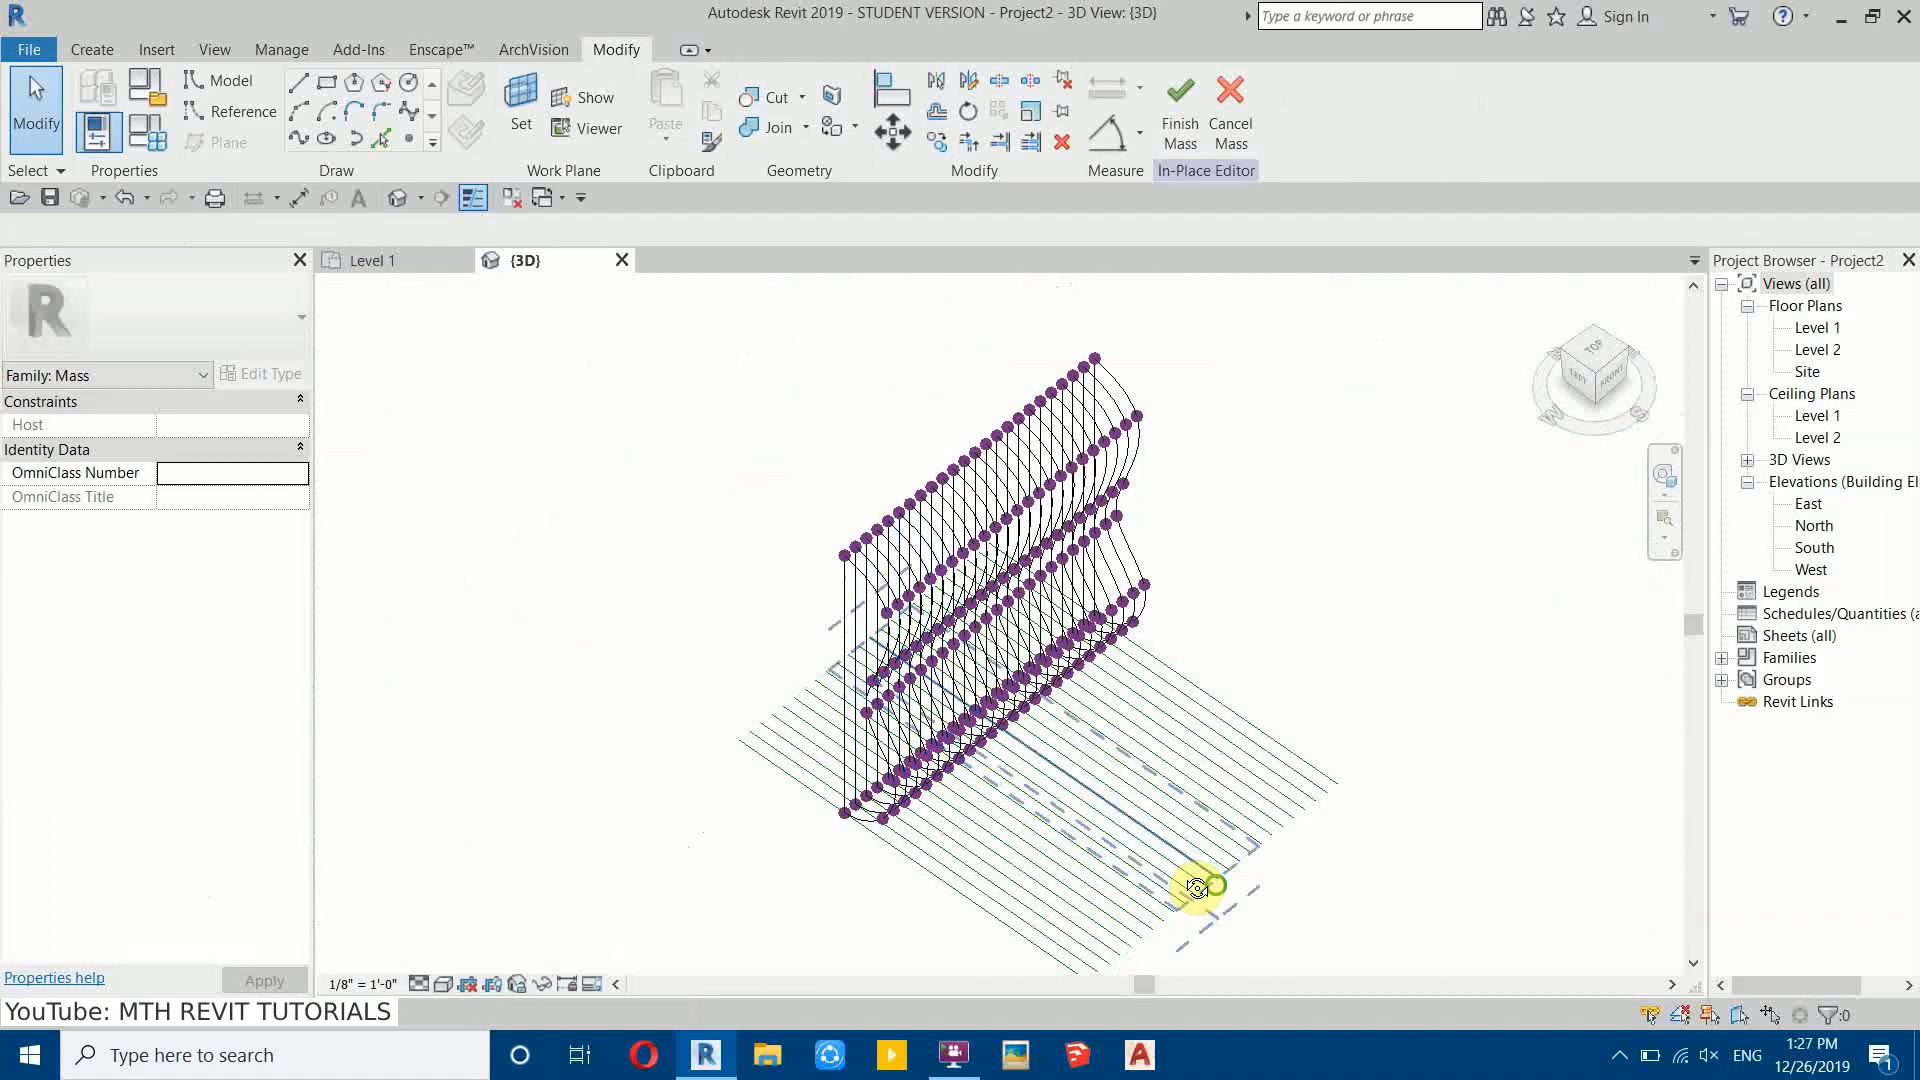 Autodesk Revit 2019 - STUDENT VERSION - Project2 - 3D View: {3D}
Type a keyword or phrase
Sign In
File Create Insert View Manage Add-Ins Enscape™ ArchVision Modify
Modify
Model
Reference
Plane
Set
Show
Viewer
Paste
Cut
Join
Finish Mass
Cancel Mass
Select Properties Draw Work Plane Clipboard Geometry Modify Measure In-Place Editor
Properties
Level 1
{3D}
Project Browser - Project2
Family: Mass
Edit Type
Constraints
Host
Identity Data
OmniClass Number
OmniClass Title
TOP
LEFT
FRONT
W
S
Views (all)
Floor Plans
Level 1
Level 2
Site
Ceiling Plans
Level 1
Level 2
3D Views
Elevations (Building El
East
North
South
West
Legends
Schedules/Quantities (a
Sheets (all)
Families
Groups
Revit Links
Properties help
Apply
1/8" = 1'-0"
YouTube: MTH REVIT TUTORIALS
:0
Type here to search
ENG
1:27 PM
12/26/2019
1